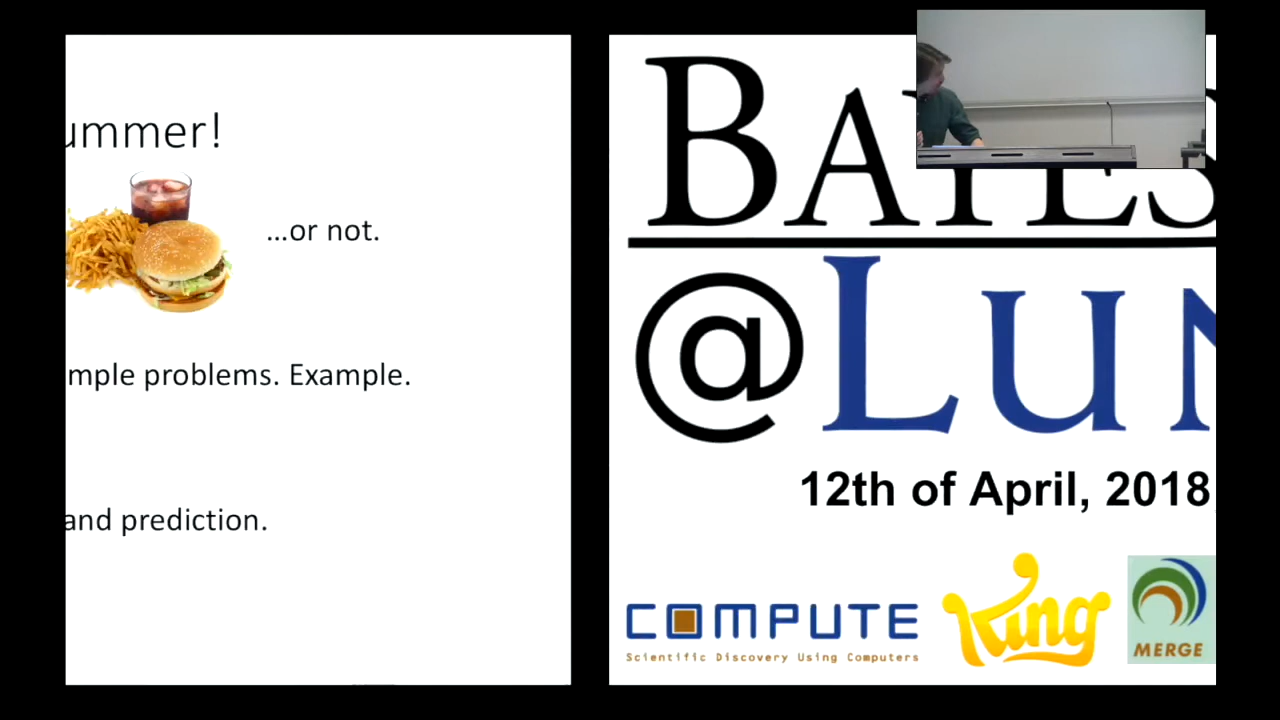 ummer!
...or not.
mple problems. Example.
and prediction.
BAYES
@LUN
12th of April, 2018
COMPUTE
Scientific Discovery Using Computers
King
MERGE